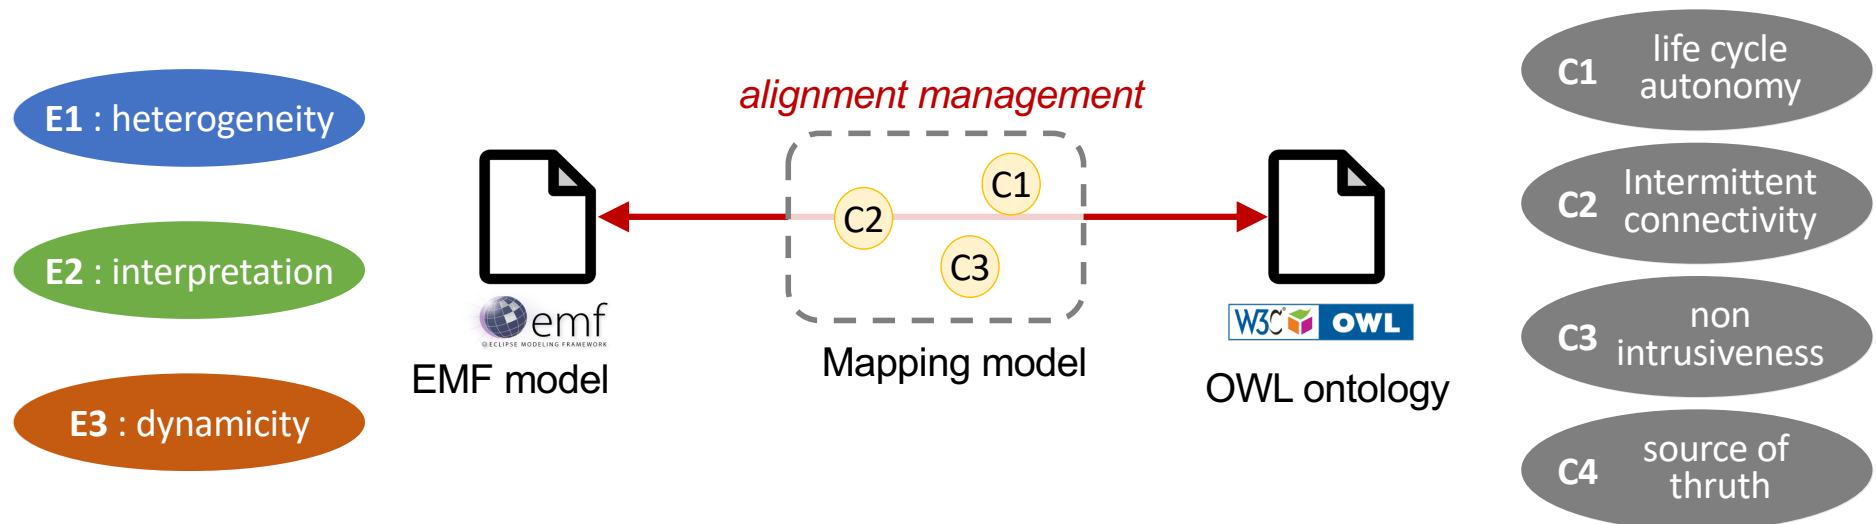 E1 : heterogeneity
E2 : interpretation
E3 : dynamicity
alignment management
C1
C2
C3
emf
ECLIPSE MODELING FRAMEWORK
EMF model
Mapping model
W3C OWL
OWL ontology
C1 life cycle
autonomy
C2 Intermittent
connectivity
C3 non
intrusiveness
C4 source of
thruth